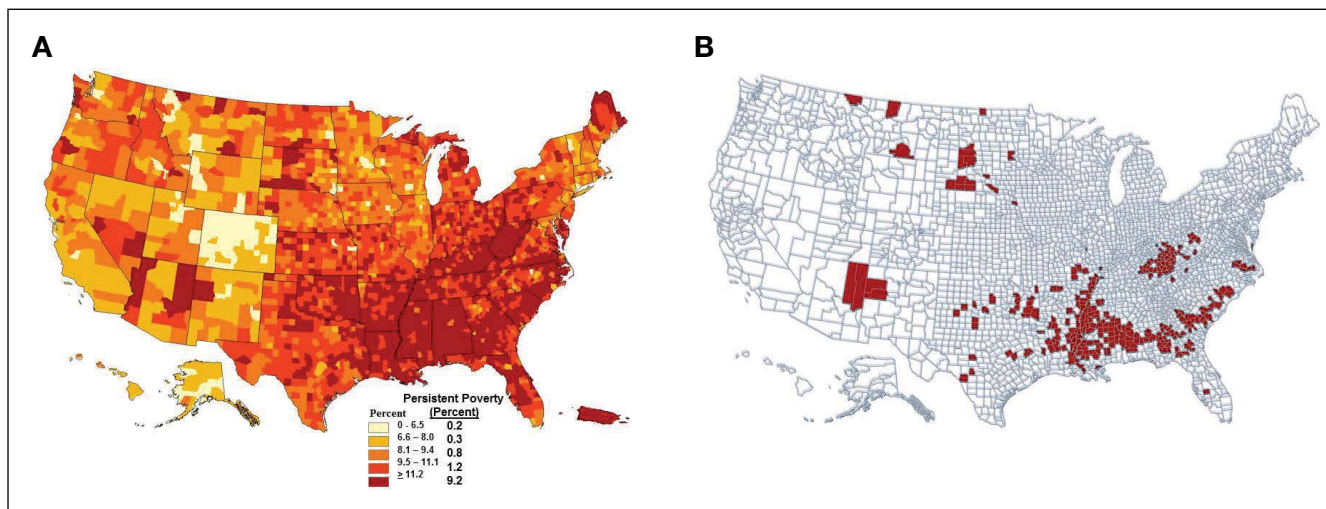 A
B
Persistent Poverty
Percent (Percent)
0 - 6.5 0.2
6.6 – 8.0 0.3
8.1 – 9.4 0.8
9.5 – 11.1 1.2
≥ 11.2 9.2